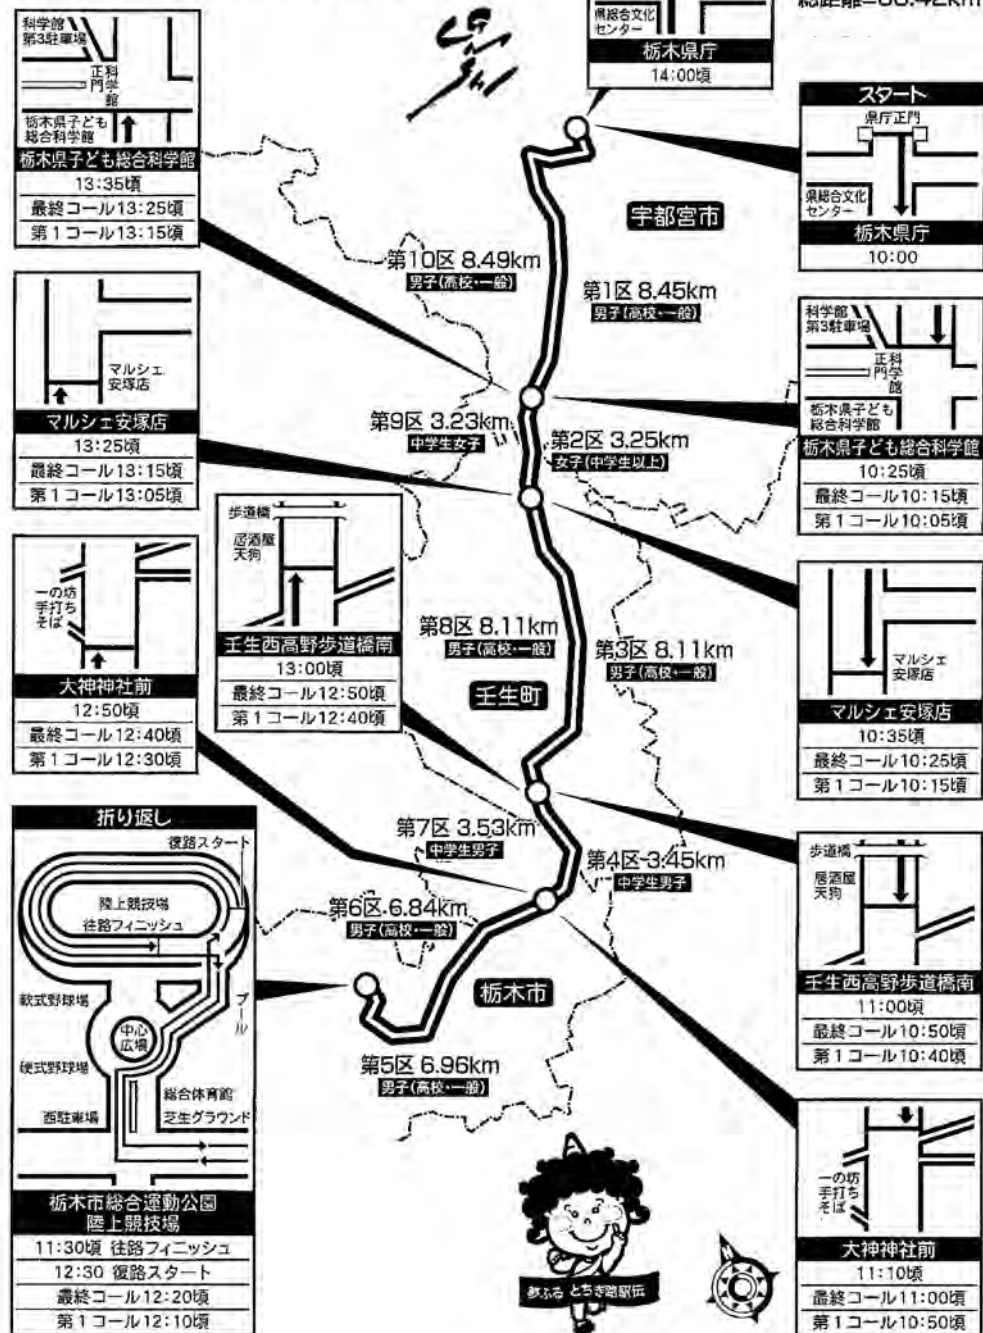 総距離=60.42km
県総合文化
センター
栃木県庁
14:00頃
科学館
第3駐車場
科学館
正門
栃木県子ども
総合科学館
栃木県子ども総合科学館
13:35頃
最終コール13:25頃
第1コール13:15頃
マルシェ
安塚店
マルシェ安塚店
13:25頃
最終コール13:15頃
第1コール13:05頃
一の坊
手打ち
そば
大神神社前
12:50頃
最終コール12:40頃
第1コール12:30頃
歩道橋
居酒屋
天狗
壬生西高野歩道橋南
13:00頃
最終コール12:50頃
第1コール12:40頃
折り返し
復路スタート
陸上競技場
往路フィニッシュ
軟式野球場
プール
中心
広場
硬式野球場
総合体育館
西駐車場
芝生グラウンド
栃木市総合運動公園
陸上競技場
11:30頃 往路フィニッシュ
12:30 復路スタート
最終コール12:20頃
第1コール12:10頃
宇都宮市
第10区 8.49km
男子(高校・一般)
第1区 8.45km
男子(高校・一般)
第9区 3.23km
中学生女子
第2区 3.25km
女子(中学生以上)
第8区 8.11km
男子(高校・一般)
第3区 8.11km
男子(高校・一般)
壬生町
第7区 3.53km
中学生男子
第4区 3.45km
中学生男子
第6区 6.84km
男子(高校・一般)
栃木市
第5区 6.96km
男子(高校・一般)
夢ふる とちぎ路駅伝
スタート
県庁正門
県総合文化
センター
栃木県庁
10:00
科学館
第3駐車場
科学館
正門
栃木県子ども
総合科学館
栃木県子ども総合科学館
10:25頃
最終コール10:15頃
第1コール10:05頃
マルシェ
安塚店
マルシェ安塚店
10:35頃
最終コール10:25頃
第1コール10:15頃
歩道橋
居酒屋
天狗
壬生西高野歩道橋南
11:00頃
最終コール10:50頃
第1コール10:40頃
一の坊
手打ち
そば
大神神社前
11:10頃
最終コール11:00頃
第1コール10:50頃